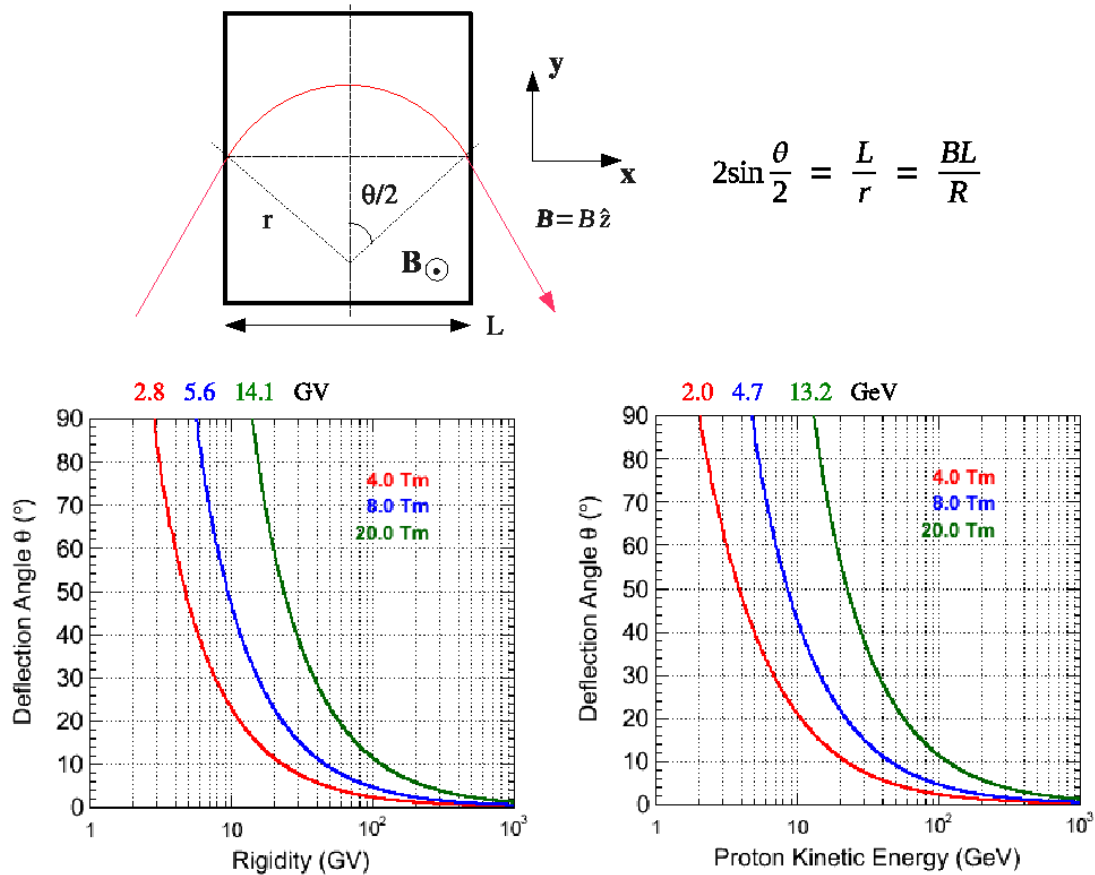 y
x
B = B ẑ
2sin θ/2 = L/r = BL/R
θ/2
r
B
L
2.8 5.6 14.1 GV
90
80
70
60
50
40
30
20
10
0
Deflection Angle θ (°)
4.0 Tm
8.0 Tm
20.0 Tm
1 10 10² 10³
Rigidity (GV)
2.0 4.7 13.2 GeV
90
80
70
60
50
40
30
20
10
0
Deflection Angle θ (°)
4.0 Tm
8.0 Tm
20.0 Tm
1 10 10² 10³
Proton Kinetic Energy (GeV)